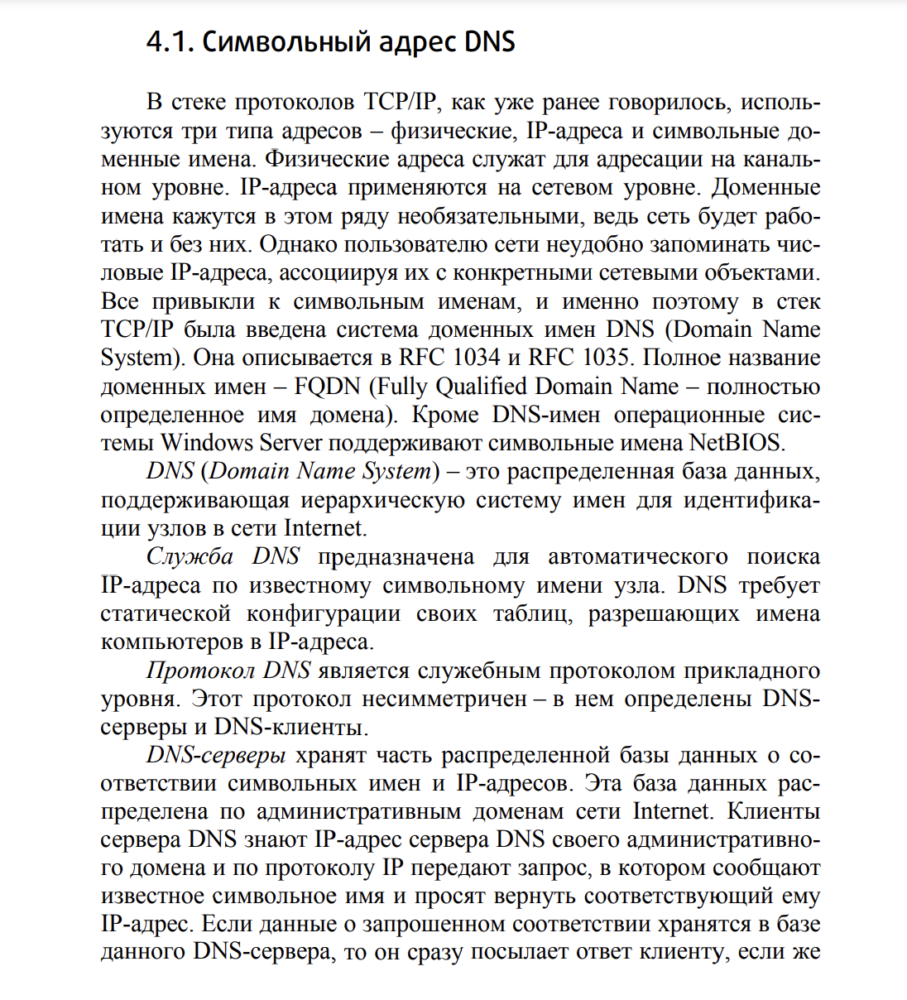 4.1. Символьный адрес DNS
В стеке протоколов TCP/IP, как уже ранее говорилось, исполь-
зуются три типа адресов – физические, IP-адреса и символьные до-
менные имена. Физические адреса служат для адресации на каналь-
ном уровне. IP-адреса применяются на сетевом уровне. Доменные
имена кажутся в этом ряду необязательными, ведь сеть будет рабо-
тать и без них. Однако пользователю сети неудобно запоминать чис-
ловые IP-адреса, ассоциируя их с конкретными сетевыми объектами.
Все привыкли к символьным именам, и именно поэтому в стек
TCP/IP была введена система доменных имен DNS (Domain Name
System). Она описывается в RFC 1034 и RFC 1035. Полное название
доменных имен – FQDN (Fully Qualified Domain Name – полностью
определенное имя домена). Кроме DNS-имен операционные сис-
темы Windows Server поддерживают символьные имена NetBIOS.
DNS (Domain Name System) – это распределенная база данных,
поддерживающая иерархическую систему имен для идентифика-
ции узлов в сети Internet.
Служба DNS предназначена для автоматического поиска
IP-адреса по известному символьному имени узла. DNS требует
статической конфигурации своих таблиц, разрешающих имена
компьютеров в IP-адреса.
Протокол DNS является служебным протоколом прикладного
уровня. Этот протокол несимметричен – в нем определены DNS-
серверы и DNS-клиенты.
DNS-серверы хранят часть распределенной базы данных о со-
ответствии символьных имен и IP-адресов. Эта база данных рас-
пределена по административным доменам сети Internet. Клиенты
сервера DNS знают IP-адрес сервера DNS своего административно-
го домена и по протоколу IP передают запрос, в котором сообщают
известное символьное имя и просят вернуть соответствующий ему
IP-адрес. Если данные о запрошенном соответствии хранятся в базе
данного DNS-сервера, то он сразу посылает ответ клиенту, если же